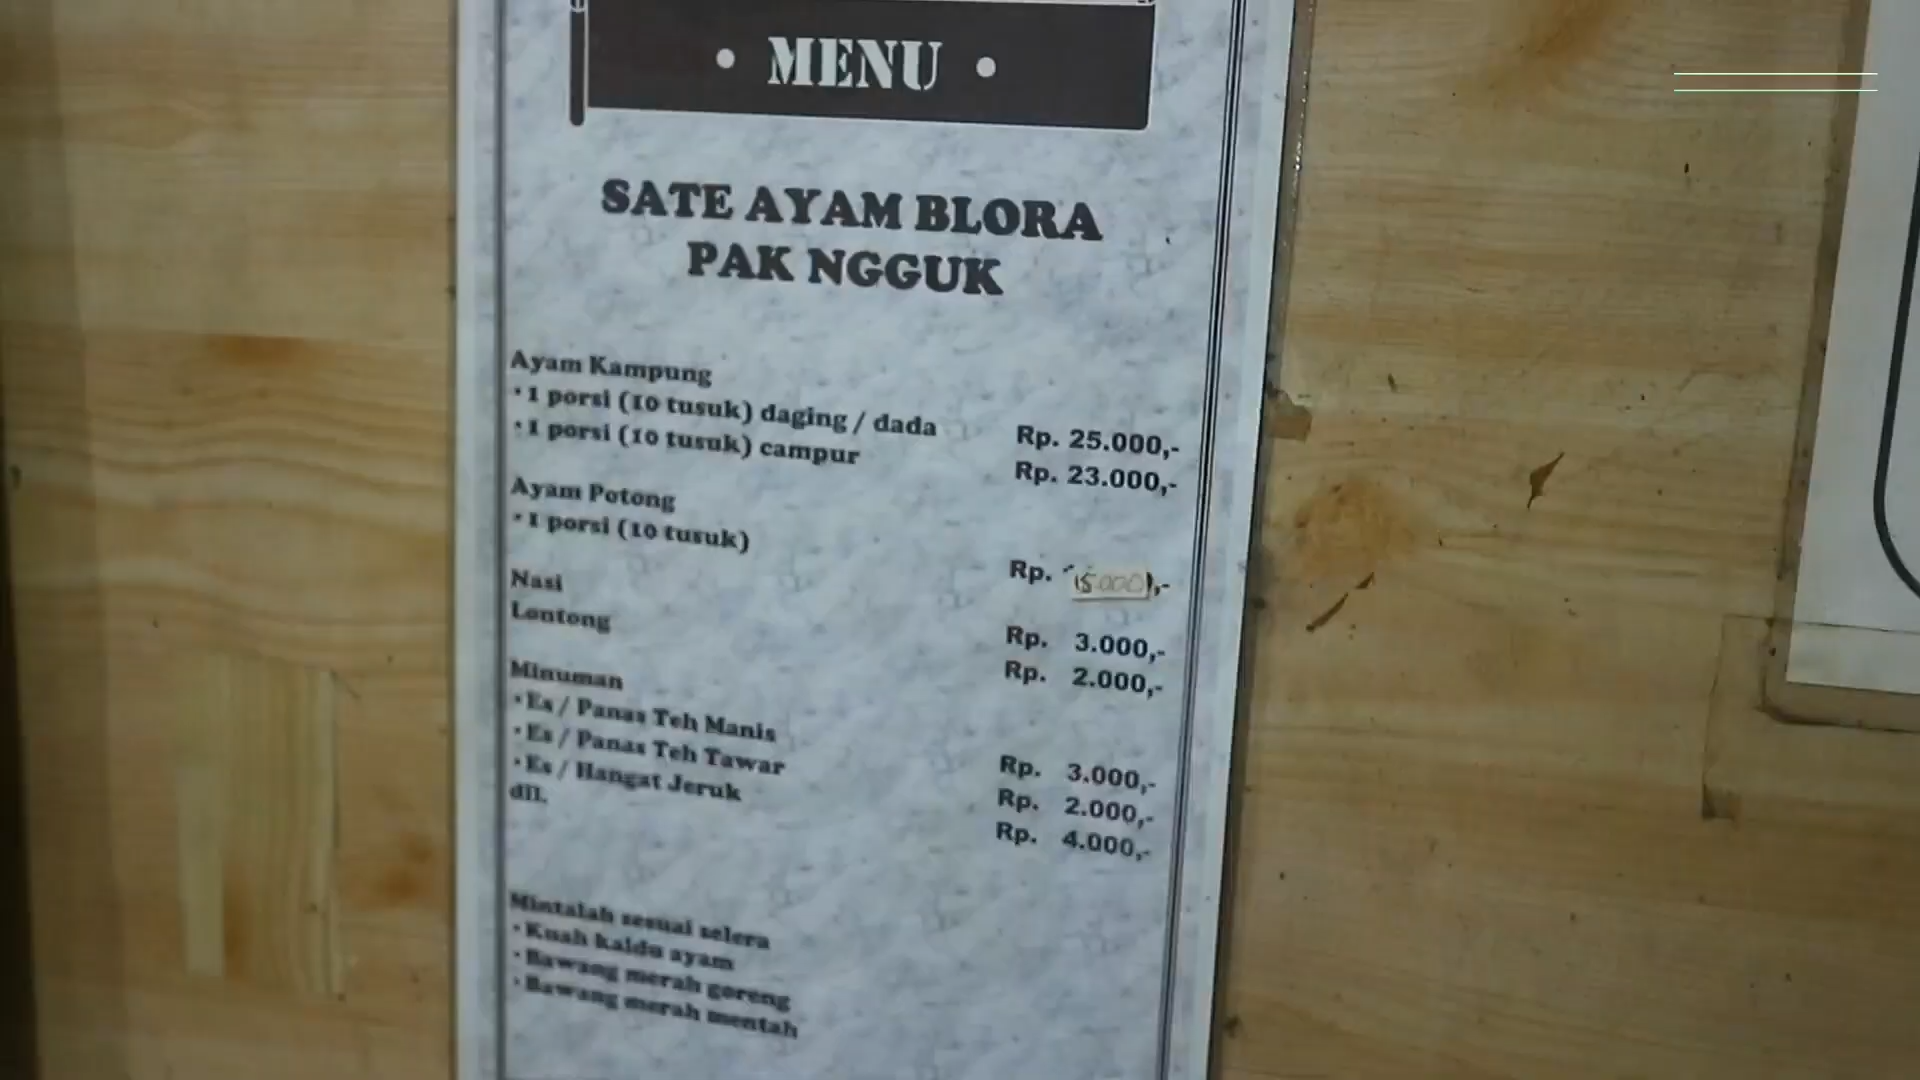 • MENU •
SATE AYAM BLORA
PAK NGGUK
Ayam Kampung
• 1 porsi (10 tusuk) daging / dada Rp. 25.000,-
• 1 porsi (10 tusuk) campur Rp. 23.000,-
Ayam Potong
• 1 porsi (10 tusuk) Rp. 15.000,-
Nasi Rp. 3.000,-
Lontong Rp. 2.000,-
Minuman
• Es / Panas Teh Manis Rp. 3.000,-
• Es / Panas Teh Tawar Rp. 2.000,-
• Es / Hangat Jeruk Rp. 4.000,-
dll.
Mintalah sesuai selera
• Kuah kaldu ayam
• Bawang merah goreng
• Bawang merah mentah